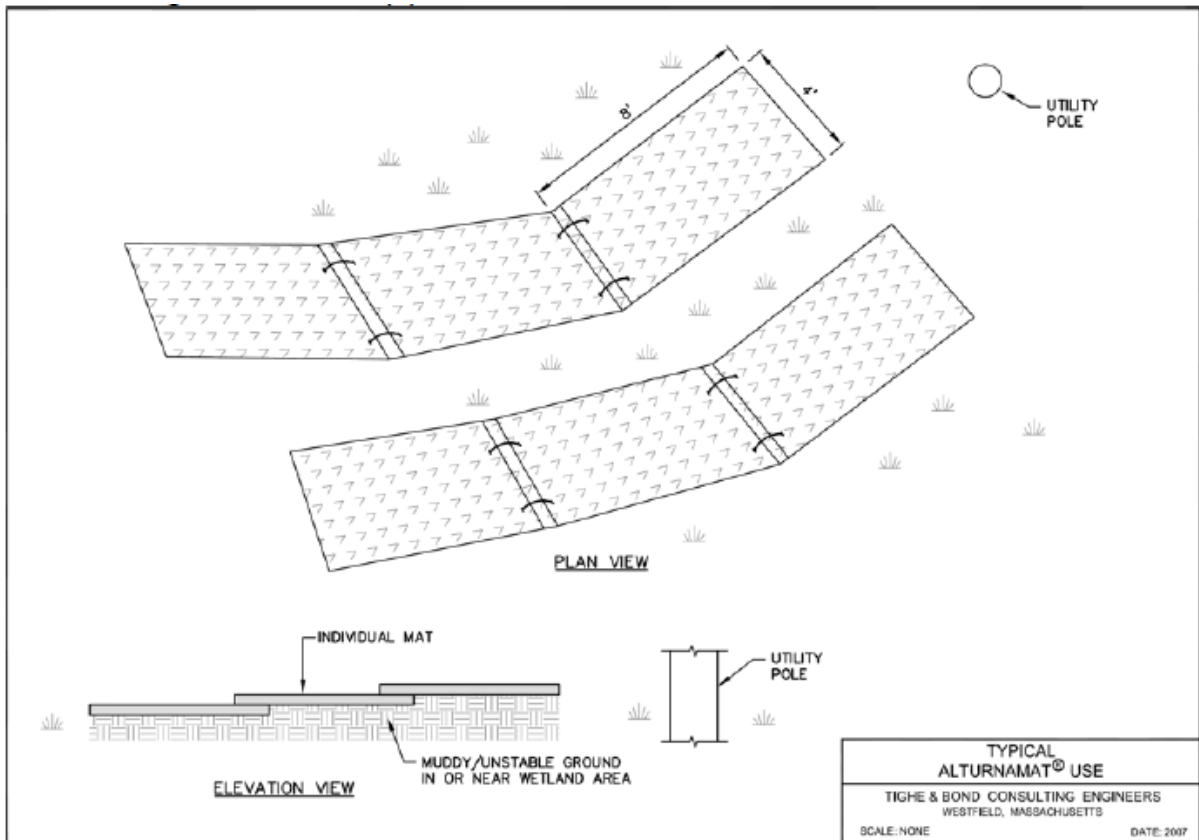 8'
4'
UTILITY
POLE
PLAN VIEW
INDIVIDUAL MAT
UTILITY
POLE
MUDDY/UNSTABLE GROUND
IN OR NEAR WETLAND AREA
ELEVATION VIEW
TYPICAL
ALTURNAMAT® USE
TIGHE & BOND CONSULTING ENGINEERS
WESTFIELD, MASSACHUSETTS
SCALE: NONE DATE: 2007